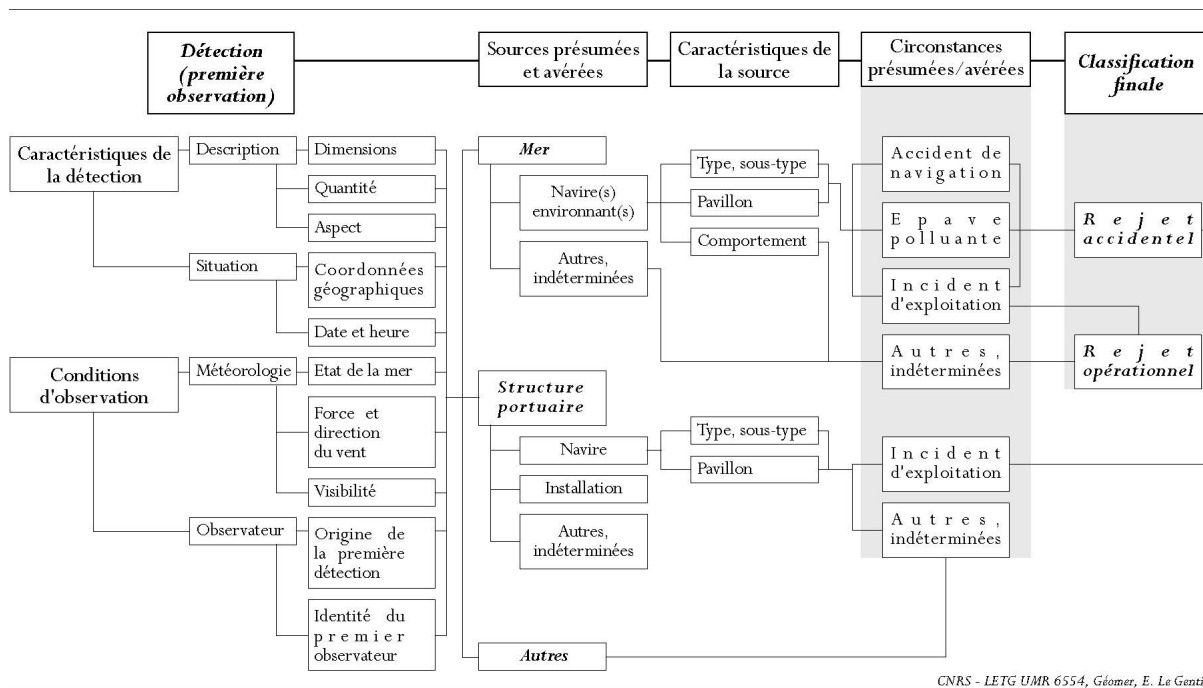 Détection
(première
observation)
Sources présumées
et avérées
Caractéristiques de
la source
Circonstances
présumées/avérées
Classification
finale
Caractéristiques de
la détection
Description
Dimensions
Quantité
Aspect
Situation
Coordonnées
géographiques
Date et heure
Conditions
d'observation
Météorologie
Etat de la mer
Force et
direction
du vent
Visibilité
Observateur
Origine de
la première
détection
Identité du
premier
observateur
Mer
Navire(s)
environnant(s)
Autres,
indéterminées
Type, sous-type
Pavillon
Comportement
Accident de
navigation
Epave
polluante
Incident
d'exploitation
Autres,
indéterminées
Rejet
accidentel
Rejet
opérationnel
Structure
portuaire
Navire
Installation
Autres,
indéterminées
Type, sous-type
Pavillon
Incident
d'exploitation
Autres,
indéterminées
Autres
CNRS - LETG UMR 6554, Géomer, E. Le Genti